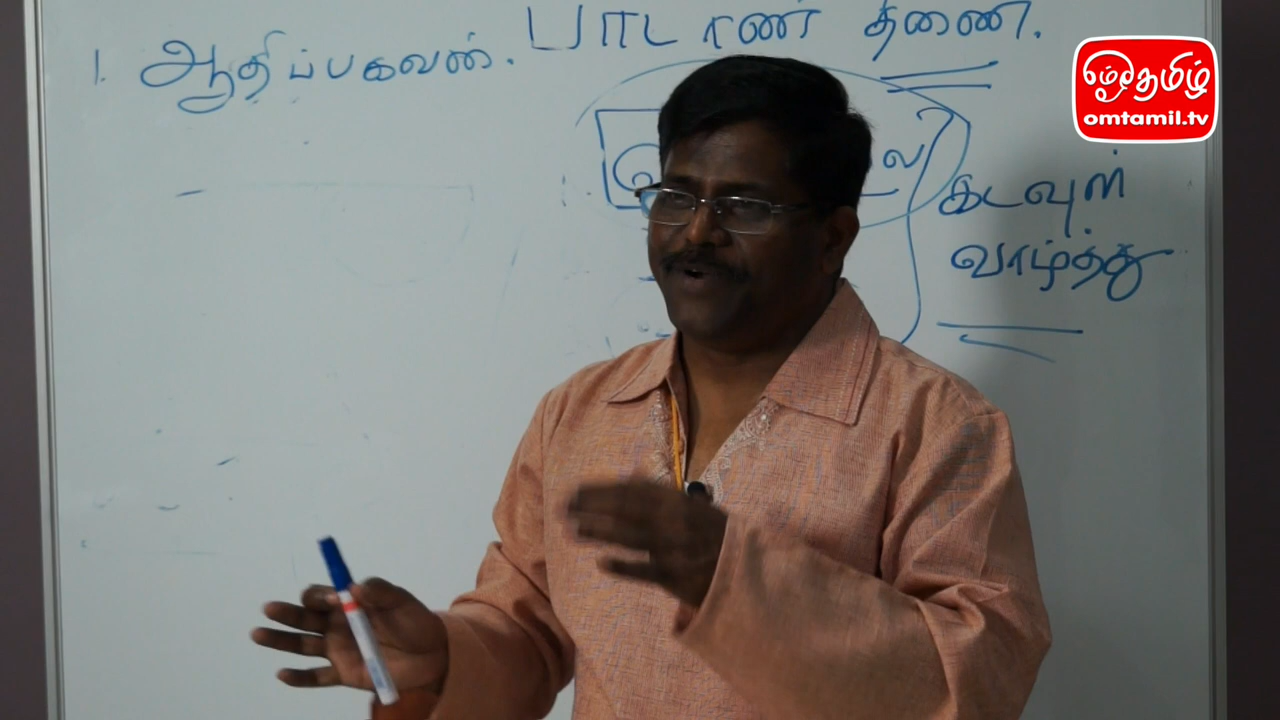 பாடாண் திணை.
1. ஆதிப்பகவன்.
கடவுள்
வாழ்த்து
ஓம்தமிழ்
omtamil.tv